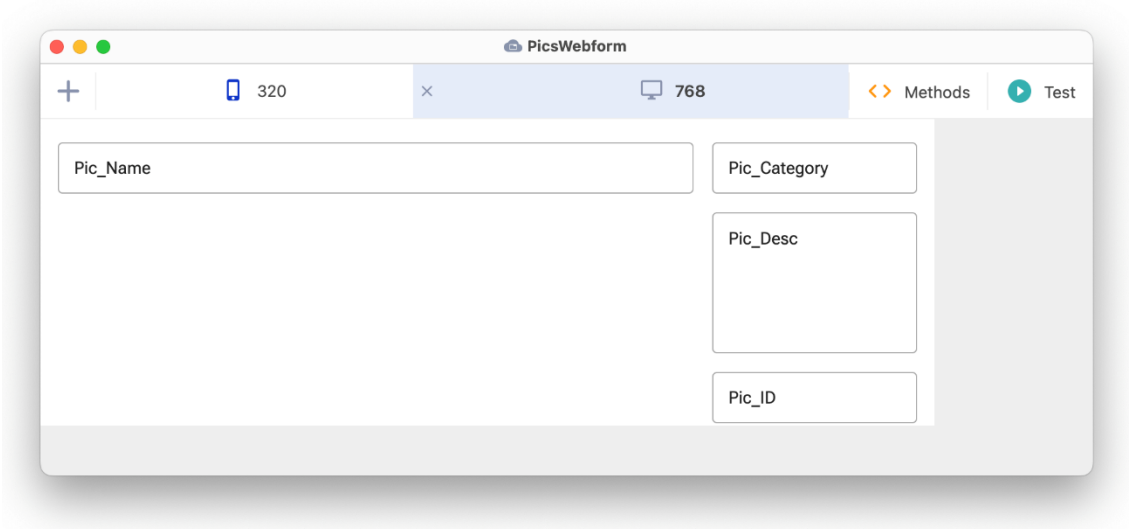 PicsWebform
320
768
Methods
Test
Pic_Name
Pic_Category
Pic_Desc
Pic_ID